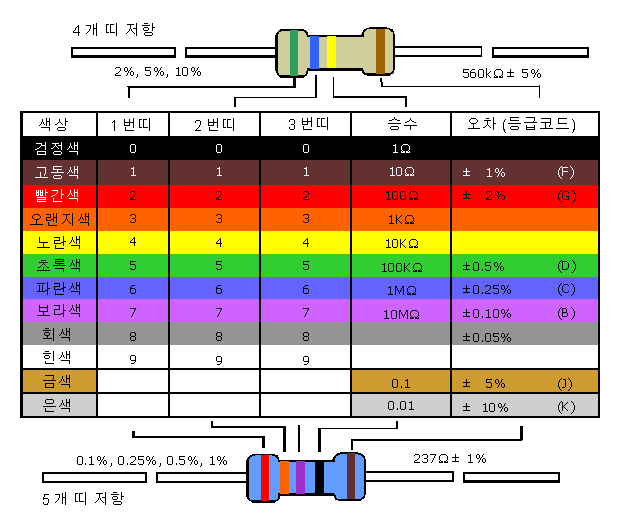 4 개 띠 저항
2%, 5%, 10%
560kΩ± 5%
색상 1 번띠 2 번띠 3 번띠 승수 오차 (등급코드)
검정색 0 0 0 1Ω
고동색 1 1 1 10Ω ± 1% (F)
빨간색 2 2 2 100Ω ± 2% (G)
오랜지색 3 3 3 1KΩ
노란색 4 4 4 10KΩ
초록색 5 5 5 100KΩ ±0.5% (D)
파란색 6 6 6 1MΩ ±0.25% (C)
보라색 7 7 7 10MΩ ±0.10% (B)
회색 8 8 8 ±0.05%
힌색 9 9 9
금색 0.1 ± 5% (J)
은색 0.01 ± 10% (K)
0.1%, 0.25%, 0.5%, 1%
237Ω± 1%
5 개 띠 저항